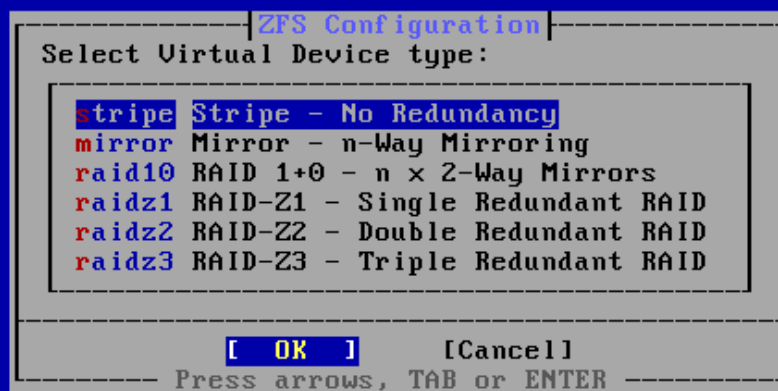 ZFS Configuration
Select Virtual Device type:
stripe Stripe - No Redundancy
mirror Mirror - n-Way Mirroring
raid10 RAID 1+0 - n x 2-Way Mirrors
raidz1 RAID-Z1 - Single Redundant RAID
raidz2 RAID-Z2 - Double Redundant RAID
raidz3 RAID-Z3 - Triple Redundant RAID
[ OK ] [Cancel]
Press arrows, TAB or ENTER